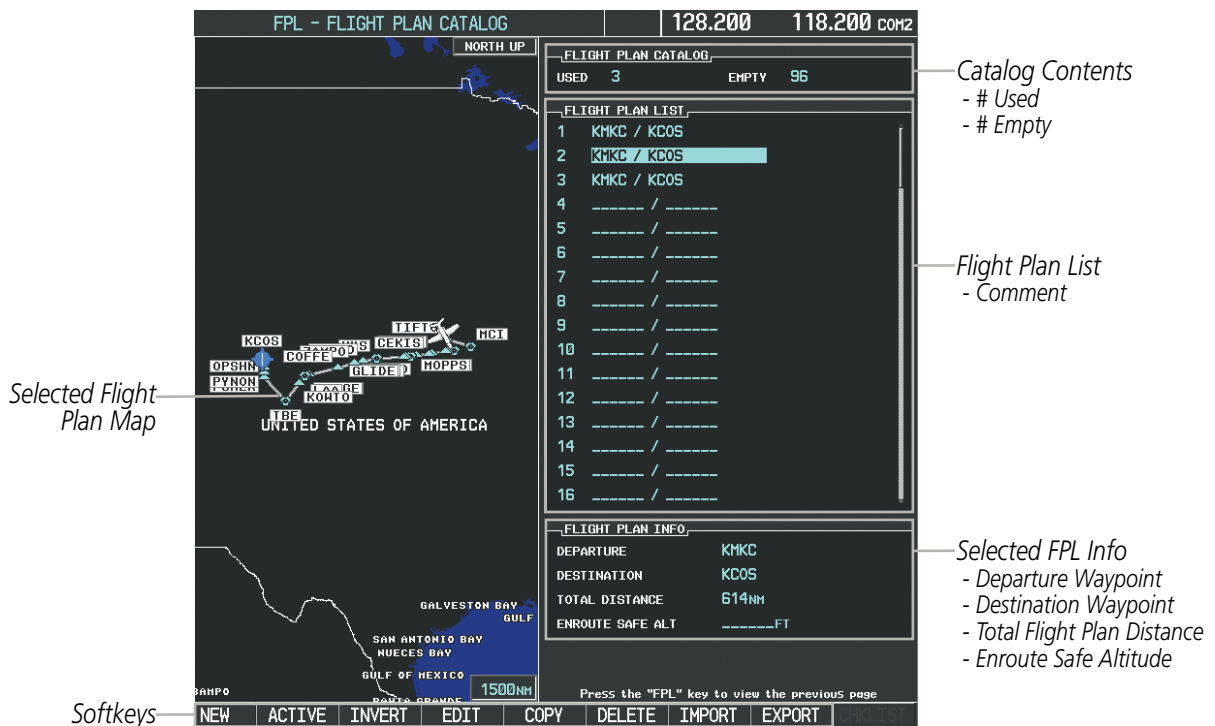 FPL - FLIGHT PLAN CATALOG
128.200
118.200 COM2
NORTH UP
FLIGHT PLAN CATALOG
USED 3 EMPTY 96
FLIGHT PLAN LIST
1 KMKC / KCOS
2 KMKC / KCOS
3 KMKC / KCOS
4 ______ / ______
5 ______ / ______
6 ______ / ______
7 ______ / ______
8 ______ / ______
9 ______ / ______
10 ______ / ______
11 ______ / ______
12 ______ / ______
13 ______ / ______
14 ______ / ______
15 ______ / ______
16 ______ / ______
FLIGHT PLAN INFO
DEPARTURE KMKC
DESTINATION KCOS
TOTAL DISTANCE 614NM
ENROUTE SAFE ALT ______FT
Press the "FPL" key to view the previous page
TIFTO
MCI
KCOS
CEKIS
COFFE
OPSHN
GLIDE
MOPPS
PYNON
KOWTO
TBE
UNITED STATES OF AMERICA
GALVESTON BAY
GULF
SAN ANTONIO BAY
NUECES BAY
GULF OF MEXICO
BAHIA GRANDE
AMPO
1500NM
NEW ACTIVE INVERT EDIT COPY DELETE IMPORT EXPORT CHKLIST
Catalog Contents
- # Used
- # Empty
Flight Plan List
- Comment
Selected Flight
Plan Map
Selected FPL Info
- Departure Waypoint
- Destination Waypoint
- Total Flight Plan Distance
- Enroute Safe Altitude
Softkeys